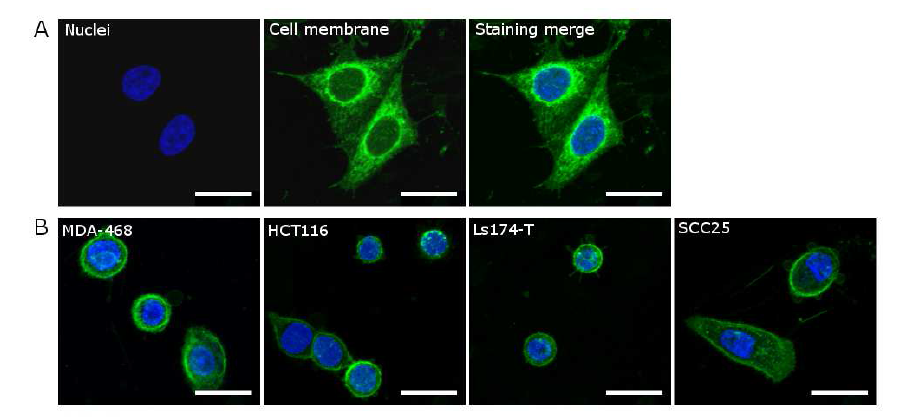 A
Nuclei
Cell membrane
Staining merge
B
MDA-468
HCT116
Ls174-T
SCC25